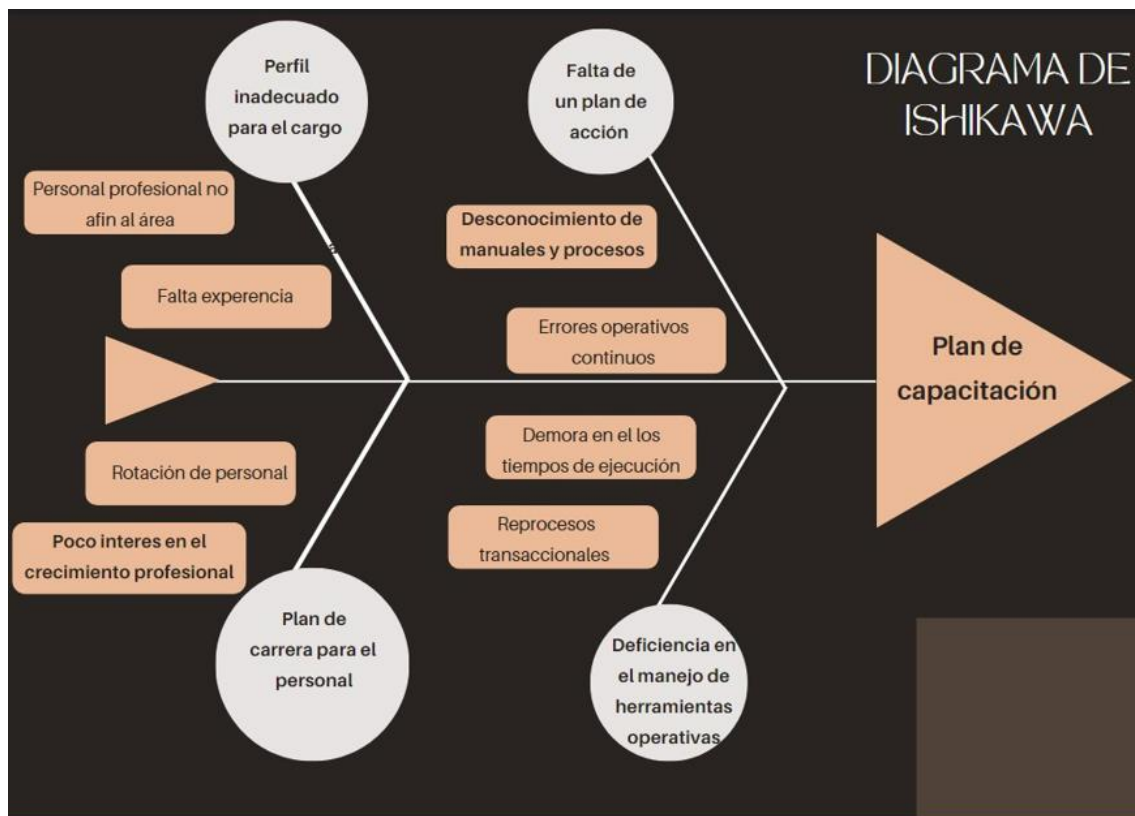 DIAGRAMA DE
ISHIKAWA
Perfil
inadecuado
para el cargo
Falta de
un plan de
acción
Personal profesional no
afin al área
Falta experencia
Desconocimiento de
manuales y procesos
Errores operativos
continuos
Plan de
capacitación
Rotación de personal
Poco interes en el
crecimiento profesional
Demora en el los
tiempos de ejecución
Reprocesos
transaccionales
Plan de
carrera para el
personal
Deficiencia en
el manejo de
herramientas
operativas